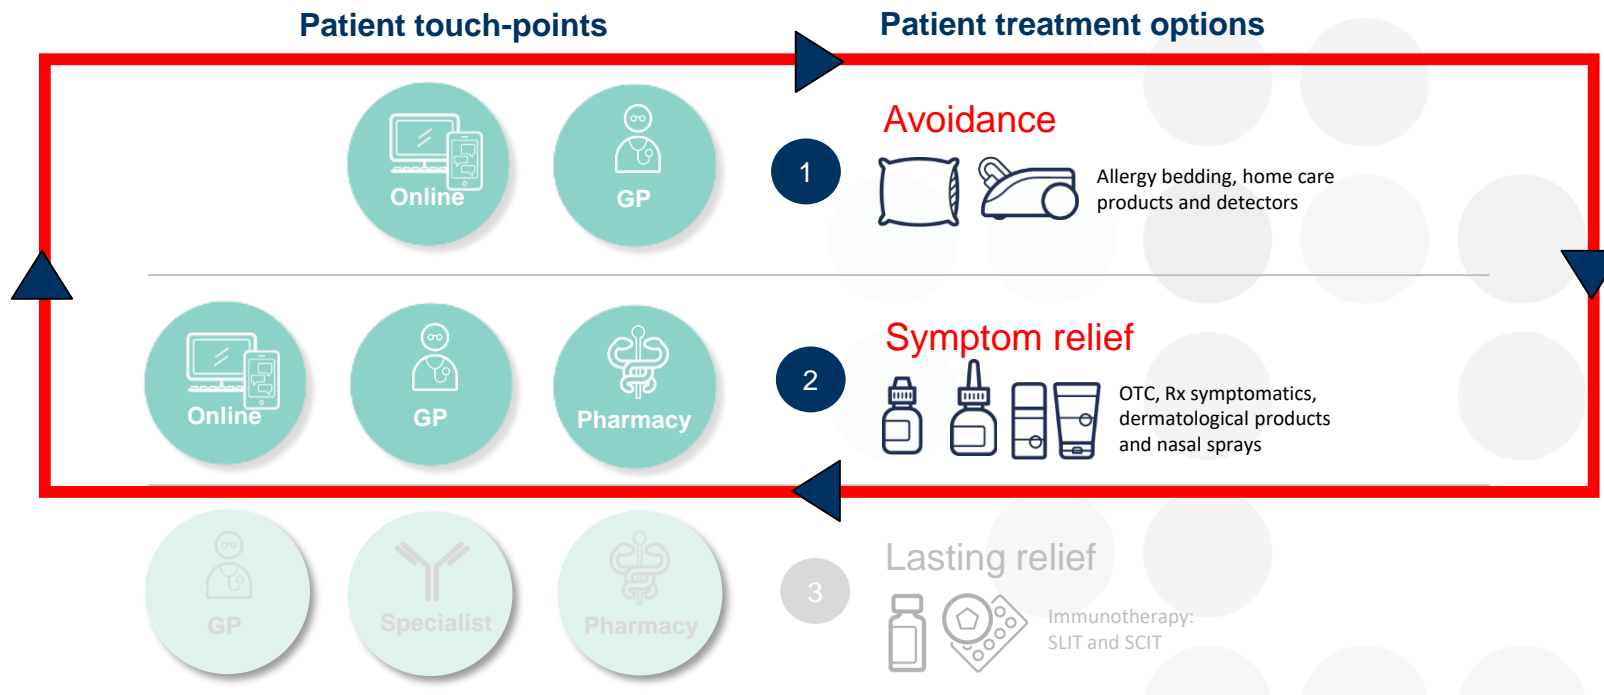 Patient touch-points
Patient treatment options
Online
GP
1
Avoidance
Allergy bedding, home care
products and detectors
Online
GP
Pharmacy
2
Symptom relief
OTC, Rx symptomatics,
dermatological products
and nasal sprays
GP
Specialist
Pharmacy
3
Lasting relief
Immunotherapy:
SLIT and SCIT